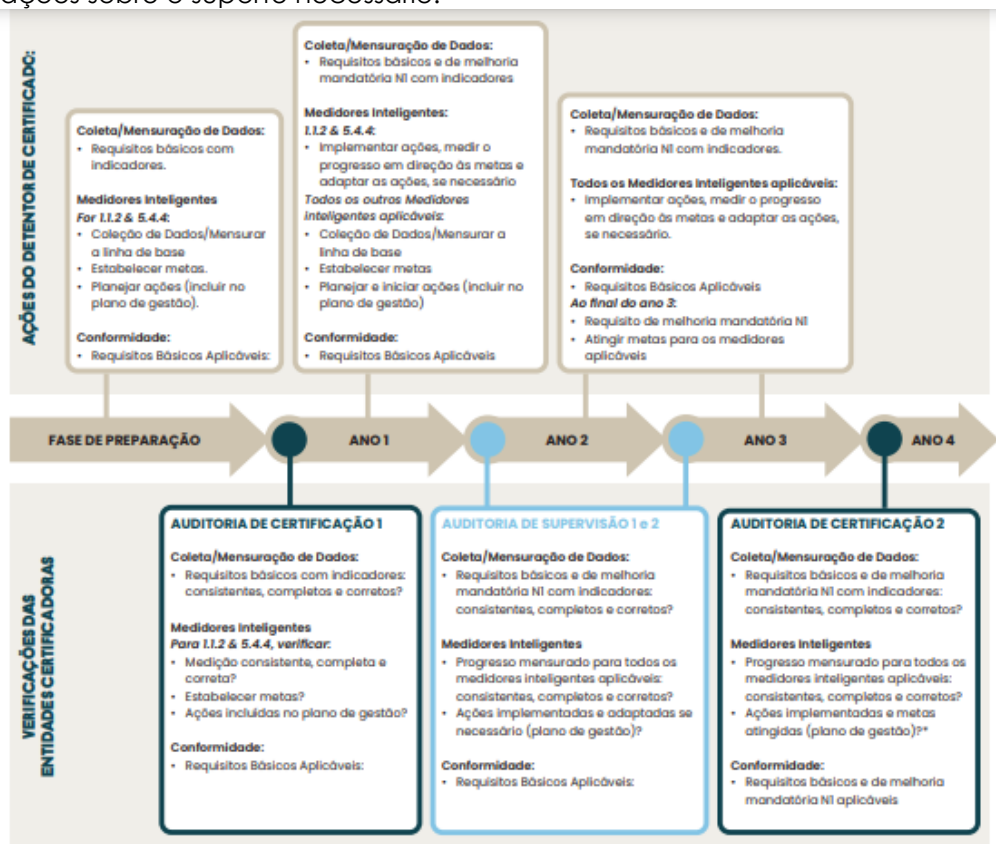 ações sobre o suporte necessário.
AÇÕES DO DETENTOR DE CERTIFICADO:
Coleta/Mensuração de Dados:
• Requisitos básicos com
indicadores.
Medidores Inteligentes
For 1.1.2 & 5.4.4:
• Coleção de Dados/Mensurar
a linha de base
• Estabelecer metas.
• Planejar ações (incluir no
plano de gestão).
Conformidade:
• Requisitos Básicos Aplicáveis:
Coleta/Mensuração de Dados:
• Requisitos básicos e de melhoria
mandatória N1 com indicadores
Medidores Inteligentes:
1.1.2 & 5.4.4:
• Implementar ações, medir o
progresso em direção às metas e
adaptar as ações, se necessário
Todos os outros Medidores
Inteligentes aplicáveis:
• Coleção de Dados/Mensurar a
linha de base
• Estabelecer metas
• Planejar e iniciar ações (incluir no
plano de gestão)
Conformidade:
• Requisitos Básicos Aplicáveis
Coleta/Mensuração de Dados:
• Requisitos básicos e de melhoria
mandatória N1 com indicadores.
Todos os Medidores Inteligentes aplicáveis:
• Implementar ações, medir o progresso
em direção às metas e adaptar as ações,
se necessário.
Conformidade:
• Requisitos Básicos Aplicáveis
Ao final do ano 3:
• Requisito de melhoria mandatória N1
• Atingir metas para os medidores
aplicáveis
FASE DE PREPARAÇÃO
ANO 1
ANO 2
ANO 3
ANO 4
VERIFICAÇÕES DAS
ENTIDADES CERTIFICADORAS
AUDITORIA DE CERTIFICAÇÃO 1
Coleta/Mensuração de Dados:
• Requisitos básicos com indicadores:
consistentes, completos e corretos?
Medidores Inteligentes
Para 1.1.2 & 5.4.4, verificar:
• Medição consistente, completa e
correta?
• Estabelecer metas?
• Ações incluídas no plano de gestão?
Conformidade:
• Requisitos Básicos Aplicáveis:
AUDITORIA DE SUPERVISÃO 1 e 2
Coleta/Mensuração de Dados:
• Requisitos básicos e de melhoria
mandatória N1 com indicadores:
consistentes, completos e corretos?
Medidores Inteligentes
• Progresso mensurado para todos os
medidores inteligentes aplicáveis:
consistentes, completos e corretos?
• Ações implementadas e adaptadas se
necessário (plano de gestão)?
Conformidade:
• Requisitos Básicos Aplicáveis:
AUDITORIA DE CERTIFICAÇÃO 2
Coleta/Mensuração de Dados:
• Requisitos básicos e de melhoria
mandatória N1 com indicadores:
consistentes, completos e corretos?
Medidores Inteligentes
• Progresso mensurado para todos os
medidores inteligentes aplicáveis:
consistentes, completos e corretos?
• Ações implementadas e metas
atingidas (plano de gestão)?*
Conformidade:
• Requisitos básicos e de melhoria
mandatória N1 aplicáveis